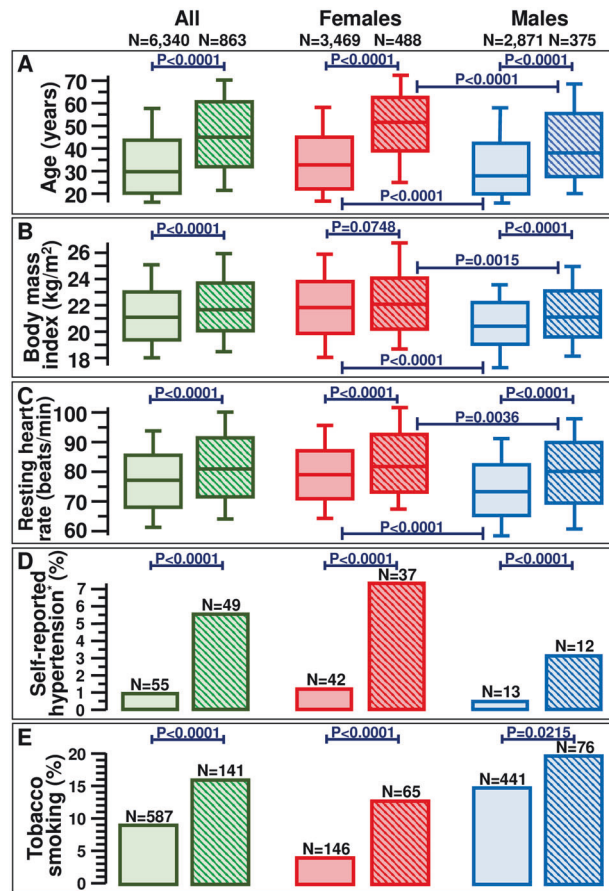 All Females Males
N=6,340 N=863 N=3,469 N=488 N=2,871 N=375
A
P<0.0001 P<0.0001 P<0.0001
P<0.0001
P<0.0001
Age (years)
70
60
50
40
30
20
B
P<0.0001 P=0.0748 P<0.0001
P=0.0015
P<0.0001
Body mass
index (kg/m²)
26
24
22
20
18
C
P<0.0001 P<0.0001 P<0.0001
P=0.0036
P<0.0001
Resting heart
rate (beats/min)
100
90
80
70
60
D
P<0.0001 P<0.0001 P<0.0001
Self-reported
hypertension* (%)
7
6
5
4
3
2
1
0
N=55 N=49 N=42 N=37 N=13 N=12
E
P<0.0001 P<0.0001 P=0.0215
Tobacco
smoking (%)
20
15
10
5
0
N=587 N=141 N=146 N=65 N=441 N=76